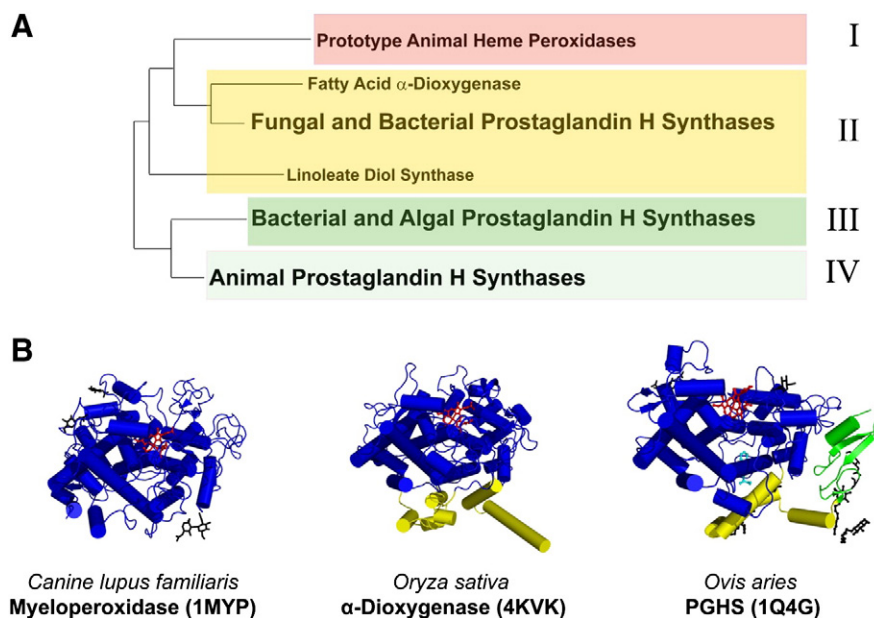 A
Prototype Animal Heme Peroxidases
I
Fatty Acid α-Dioxygenase
Fungal and Bacterial Prostaglandin H Synthases
II
Linoleate Diol Synthase
Bacterial and Algal Prostaglandin H Synthases
III
Animal Prostaglandin H Synthases
IV
B
Canine lupus familiaris
Myeloperoxidase (1MYP)
Oryza sativa
α-Dioxygenase (4KVK)
Ovis aries
PGHS (1Q4G)